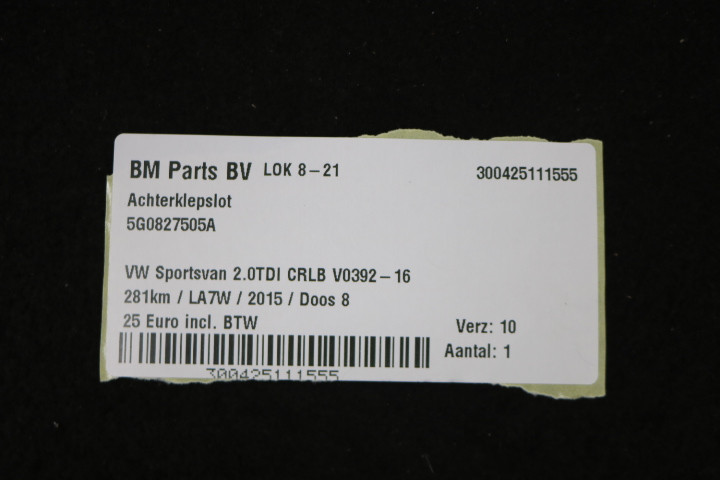 BM Parts BV LOK 8-21 300425111555
Achterklepslot
5G0827505A
VW Sportsvan 2.0TDI CRLB V0392-16
281km / LA7W / 2015 / Doos 8
25 Euro incl. BTW Verz: 10
Aantal: 1
300425111555